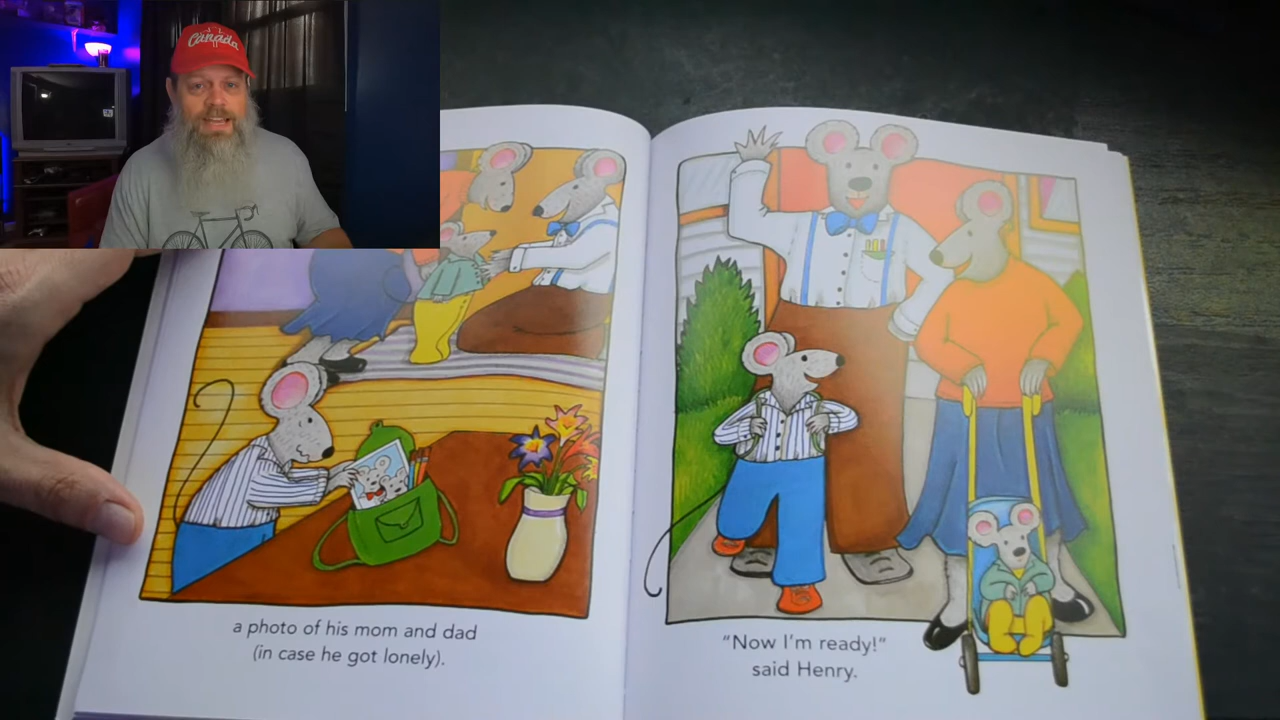 Canada
a photo of his mom and dad
(in case he got lonely).
"Now I'm ready!"
said Henry.